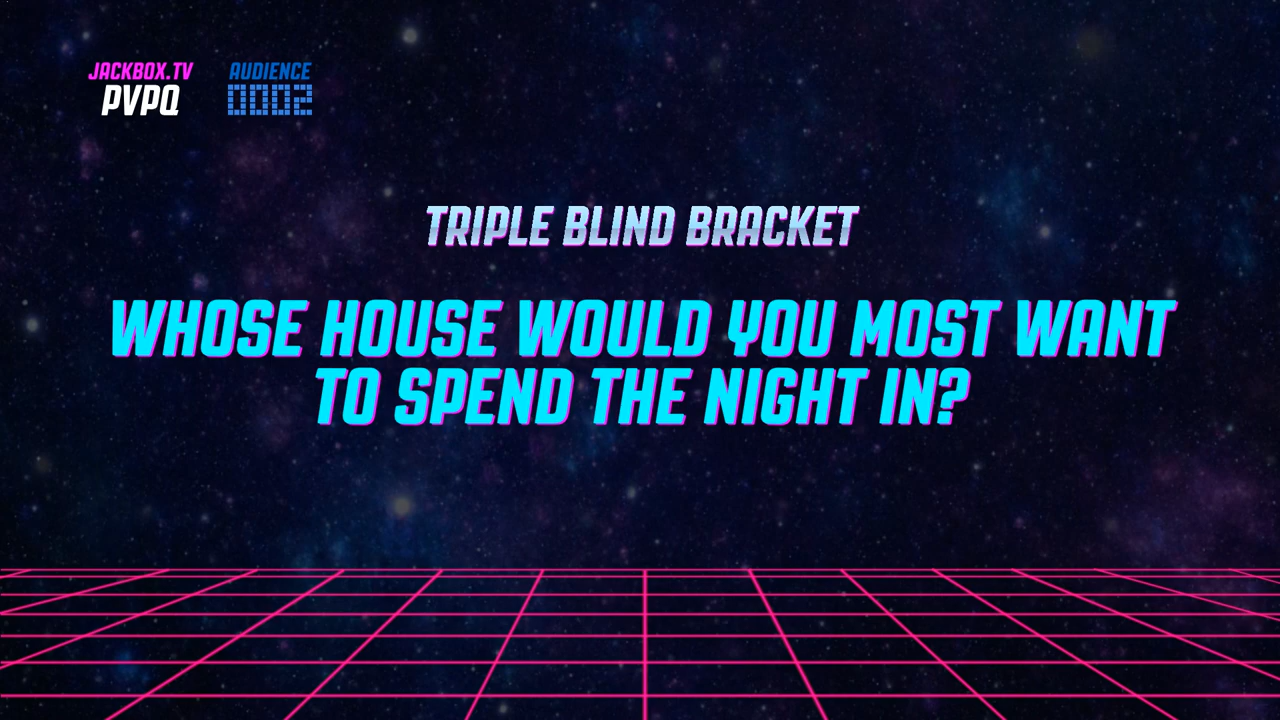 JACKBOX.TV
PVPQ
AUDIENCE
0002
TRIPLE BLIND BRACKET
WHOSE HOUSE WOULD YOU MOST WANT
TO SPEND THE NIGHT IN?